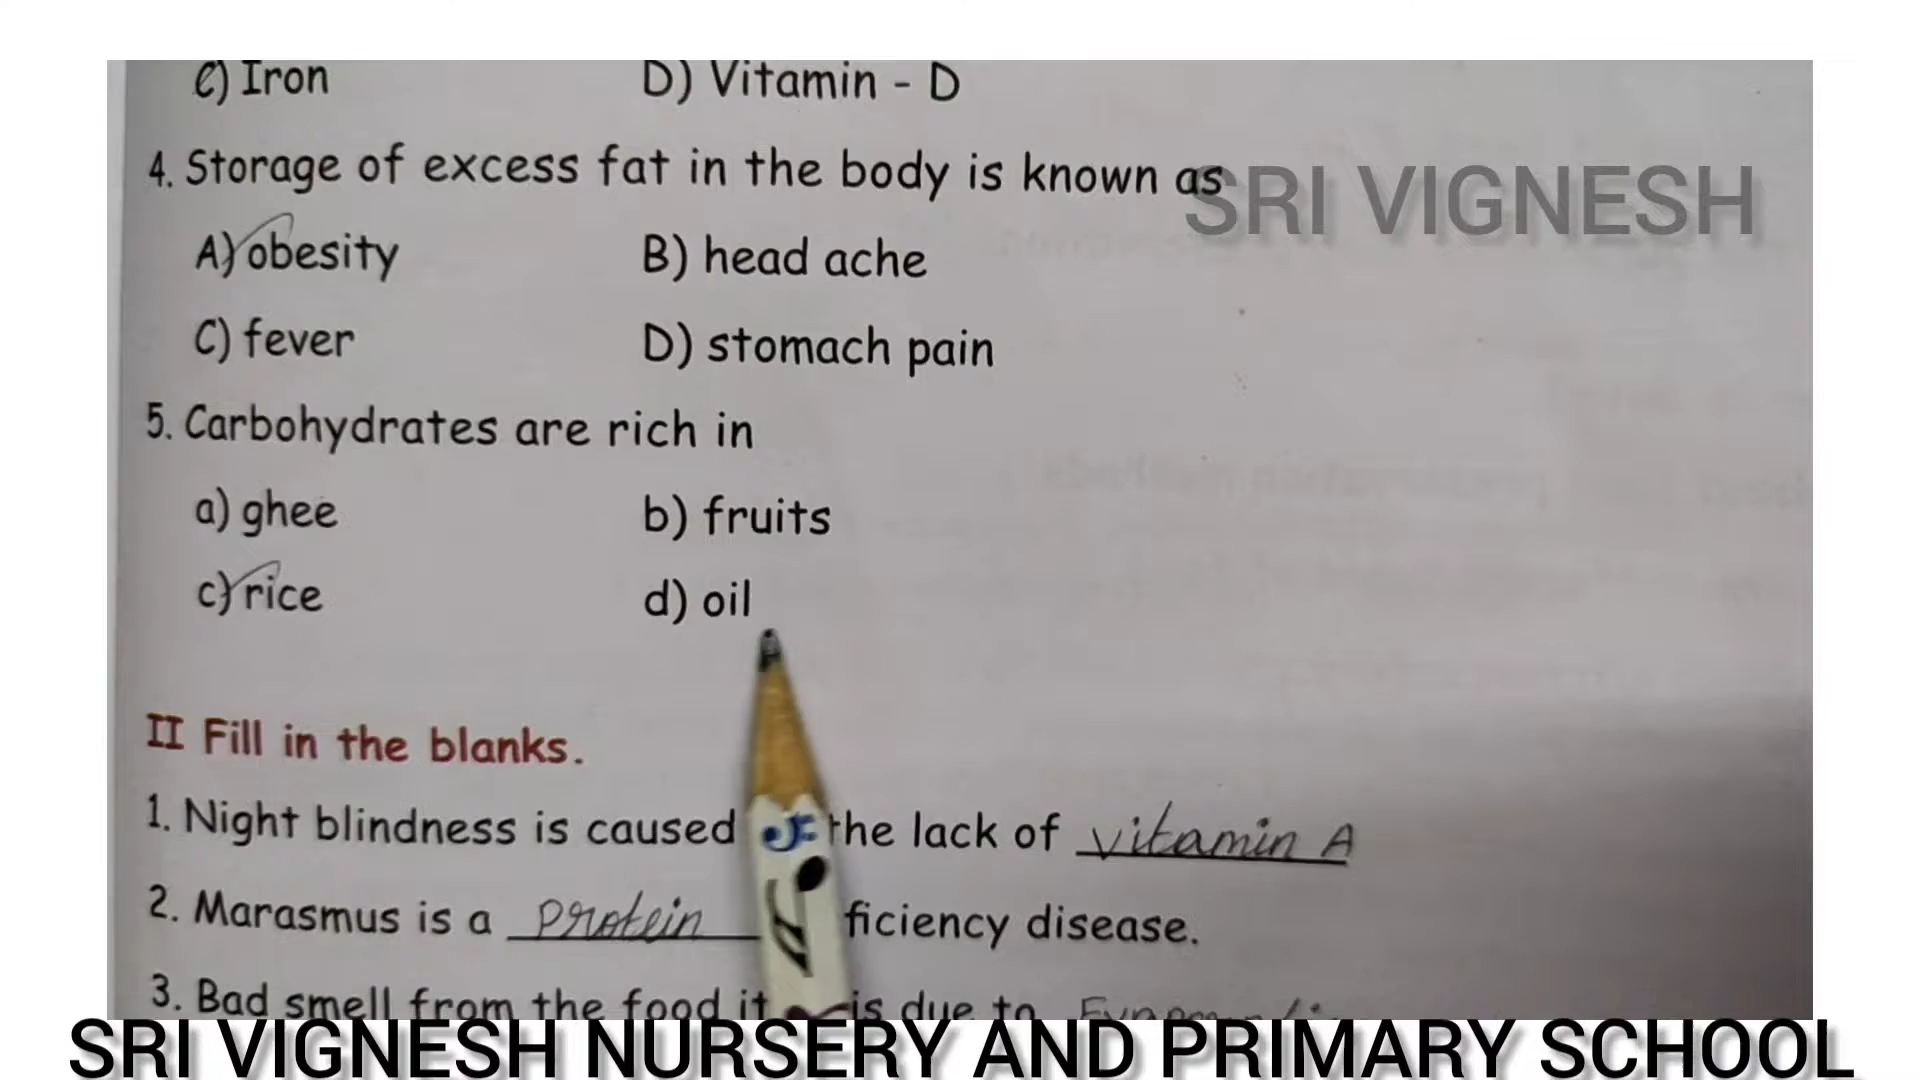 C) Iron D) Vitamin - D
4. Storage of excess fat in the body is known as
SRI VIGNESH
A) obesity B) head ache
C) fever D) stomach pain
5. Carbohydrates are rich in
a) ghee b) fruits
c) rice d) oil
II Fill in the blanks.
1. Night blindness is caused the lack of vitamin A
2. Marasmus is a protein ficiency disease.
3. Bad smell from the food it is due to
SRI VIGNESH NURSERY AND PRIMARY SCHOOL